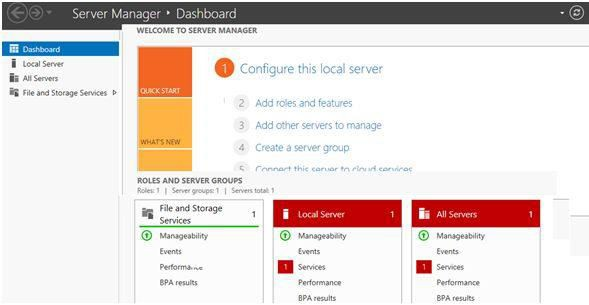 Server Manager ▸ Dashboard
Dashboard
Local Server
All Servers
File and Storage Services
WELCOME TO SERVER MANAGER
QUICK START
WHAT'S NEW
1 Configure this local server
2 Add roles and features
3 Add other servers to manage
4 Create a server group
5 Connect this server to cloud services
ROLES AND SERVER GROUPS
Roles: 1 | Server groups: 1 | Servers total: 1
File and Storage Services 1
Manageability
Events
Performance
BPA results
Local Server 1
Manageability
Events
1 Services
Performance
BPA results
All Servers 1
Manageability
Events
1 Services
Performance
BPA results